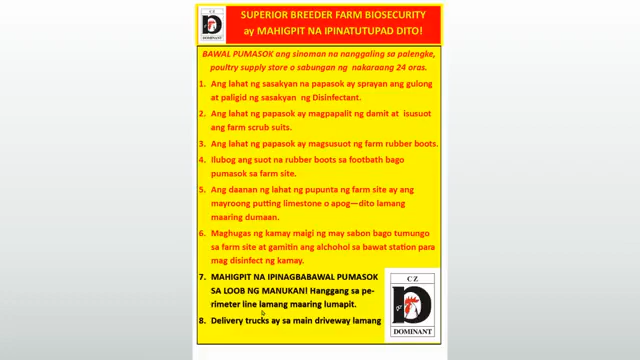 CZ
D
SUPERIOR BREEDER FARM BIOSECURITY
ay MAHIGPIT NA IPINATUTUPAD DITO!
BAWAL PUMASOK ang sinoman na nanggaling sa palengke,
poultry supply store o sabungan ng nakaraang 24 oras.
1. Ang lahat ng sasakyan na papasok ay sprayan ang gulong
at paligid ng sasakyan ng Disinfectant.
2. Ang lahat ng papasok ay magpapalit ng damit at isusuot
ang farm scrub suits.
3. Ang lahat ng papasok ay magsusuot ng farm rubber boots.
4. Ilubog ang suot na rubber boots sa footbath bago
pumasok sa farm site.
5. Ang daanan ng lahat ng pupunta ng farm site ay ang
mayroong putting limestone o apog—dito lamang
maaring dumaan.
6. Maghugas ng kamay maigi ng may sabon bago tumungo
sa farm site at gamitin ang alchohol sa bawat station para
mag disinfect ng kamay.
7. MAHIGPIT NA IPINAGBABAWAL PUMASOK
SA LOOB NG MANUKAN! Hanggang sa pe-
rimeter line lamang maaring lumapit.
8. Delivery trucks ay sa main driveway lamang
CZ
D
DOMINANT